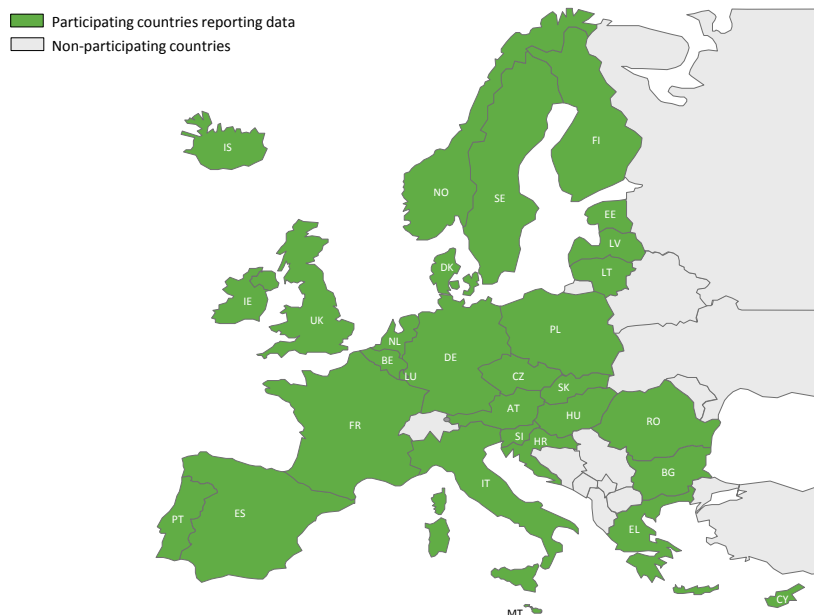 Participating countries reporting data
Non-participating countries
IS
FI
NO
SE
EE
LV
DK
LT
IE
UK
NL
PL
BE
DE
LU
CZ
SK
AT
HU
FR
SI
HR
RO
BG
IT
PT
ES
EL
CY
MT